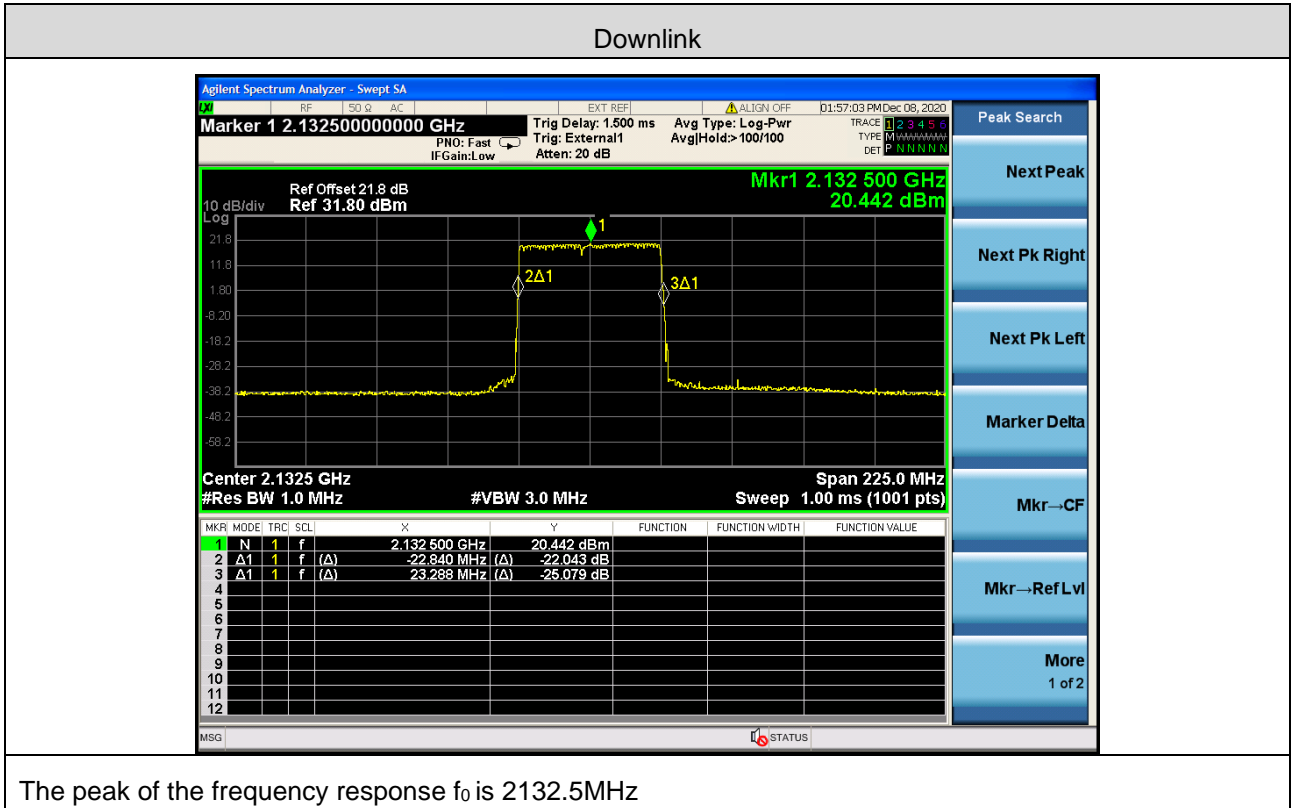 Downlink
Agilent Spectrum Analyzer - Swept SA
LXI RF 50 Ω AC EXT REF ALIGN OFF 01:57:03 PM Dec 08, 2020
Marker 1 2.132500000000 GHz
PNO: Fast
IFGain:Low
Trig Delay: 1.500 ms
Trig: External1
Atten: 20 dB
Avg Type: Log-Pwr
Avg|Hold:>100/100
TRACE 1 2 3 4 5 6
TYPE M WWWWW
DET P N N N N N
Peak Search
Ref Offset 21.8 dB
10 dB/div Ref 31.80 dBm
Log
Mkr1 2.132 500 GHz
20.442 dBm
21.8
11.8
1.80
-8.20
-18.2
-28.2
-38.2
-48.2
-58.2
1
2Δ1
3Δ1
Center 2.1325 GHz Span 225.0 MHz
#Res BW 1.0 MHz #VBW 3.0 MHz Sweep 1.00 ms (1001 pts)
MKR MODE TRC SCL X Y FUNCTION FUNCTION WIDTH FUNCTION VALUE
1 N 1 f 2.132 500 GHz 20.442 dBm
2 Δ1 1 f (Δ) -22.840 MHz (Δ) -22.043 dB
3 Δ1 1 f (Δ) 23.288 MHz (Δ) -25.079 dB
4
5
6
7
8
9
10
11
12
Next Peak
Next Pk Right
Next Pk Left
Marker Delta
Mkr→CF
Mkr→Ref Lvl
More
1 of 2
MSG STATUS
The peak of the frequency response f₀ is 2132.5MHz